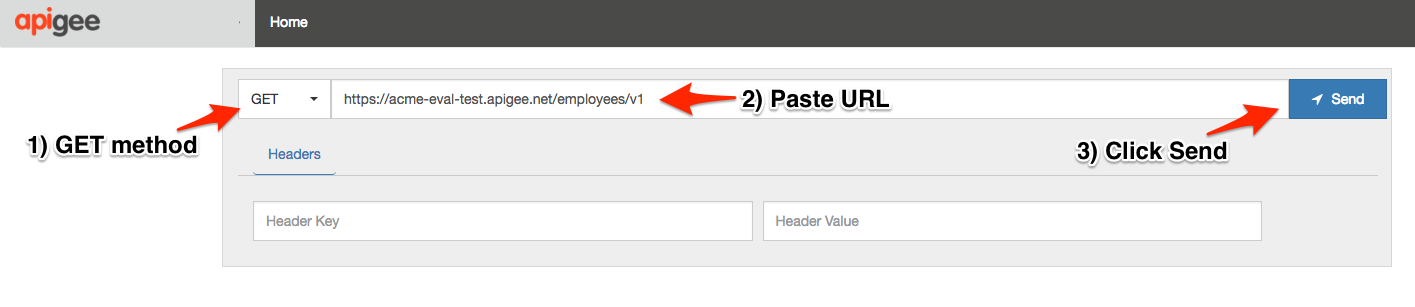 apigee
Home
GET
https://acme-eval-test.apigee.net/employees/v1
2) Paste URL
Send
1) GET method
3) Click Send
Headers
Header Key
Header Value